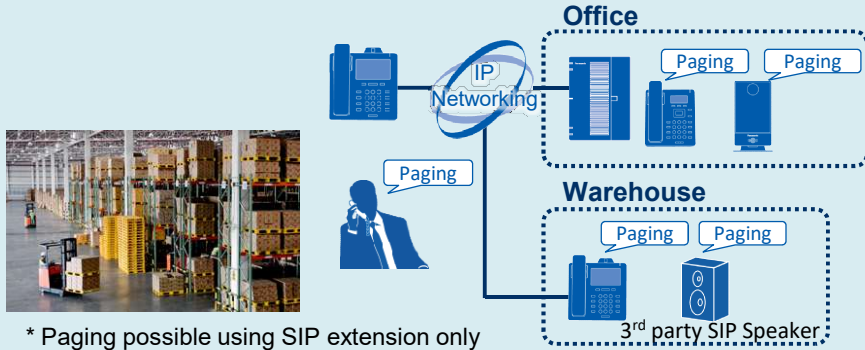 Office
IP
Networking
Paging
Paging
Paging
Warehouse
Paging
Paging
3rd party SIP Speaker
* Paging possible using SIP extension only